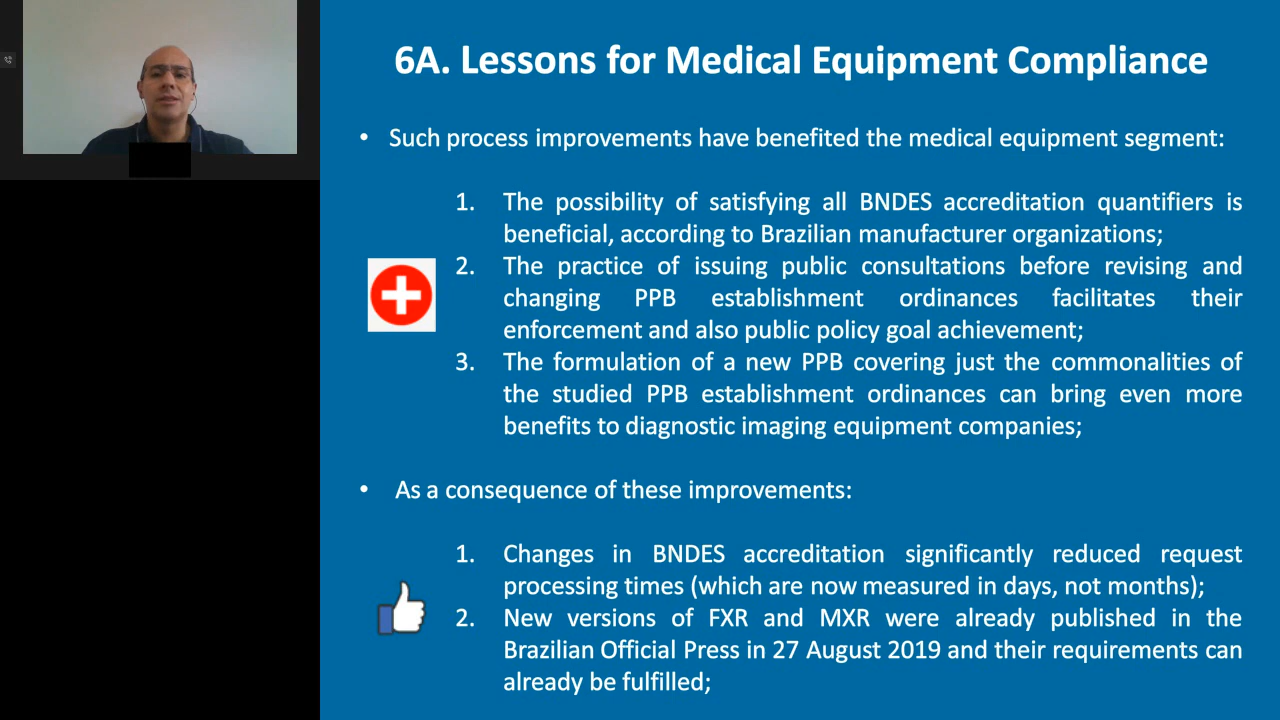 6A. Lessons for Medical Equipment Compliance
• Such process improvements have benefited the medical equipment segment:
1. The possibility of satisfying all BNDES accreditation quantifiers is
beneficial, according to Brazilian manufacturer organizations;
2. The practice of issuing public consultations before revising and
changing PPB establishment ordinances facilitates their
enforcement and also public policy goal achievement;
3. The formulation of a new PPB covering just the commonalities of
the studied PPB establishment ordinances can bring even more
benefits to diagnostic imaging equipment companies;
• As a consequence of these improvements:
1. Changes in BNDES accreditation significantly reduced request
processing times (which are now measured in days, not months);
2. New versions of FXR and MXR were already published in the
Brazilian Official Press in 27 August 2019 and their requirements can
already be fulfilled;